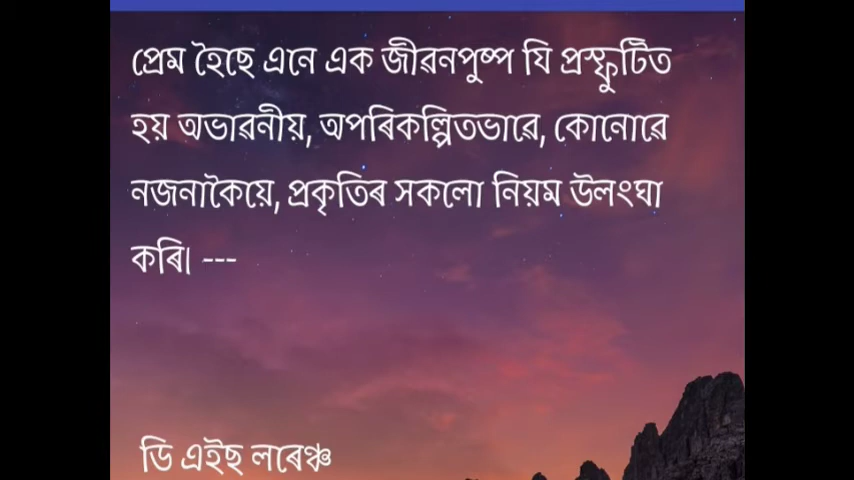 প্ৰেম হৈছে এনে এক জীৱনপুষ্প যি প্ৰস্ফুটিত
হয় অভাৱনীয়, অপৰিকল্পিতভাৱে, কোনোৱে
নজনাকৈয়ে, প্ৰকৃতিৰ সকলো নিয়ম উলংঘা
কৰি। ---
ডি এইছ লৰেঞ্চ